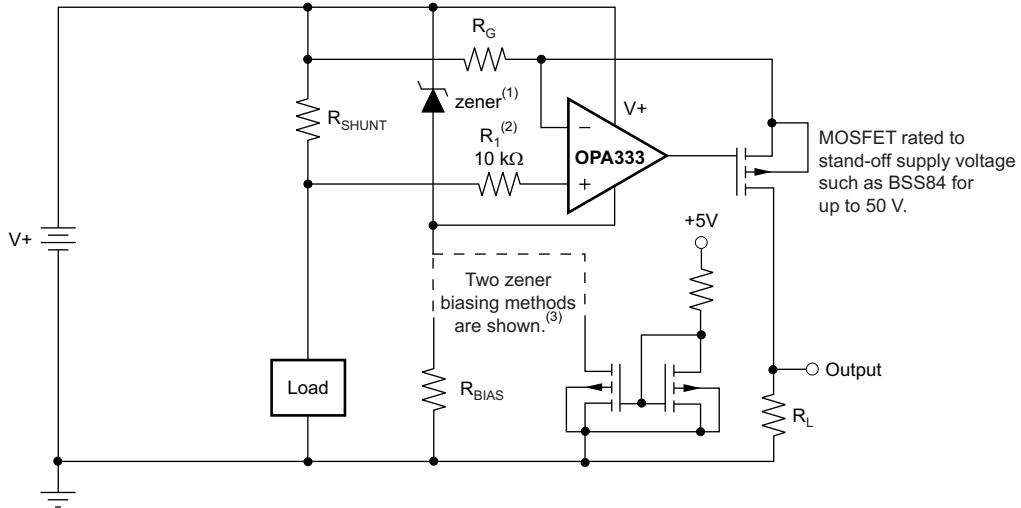 R_G
V+
zener(1)
R_SHUNT
R_1(2)
10 kΩ
−
OPA333
+
MOSFET rated to
stand-off supply voltage
such as BSS84 for
up to 50 V.
+5V
V+
Two zener
biasing methods
are shown.(3)
Output
Load
R_BIAS
R_L